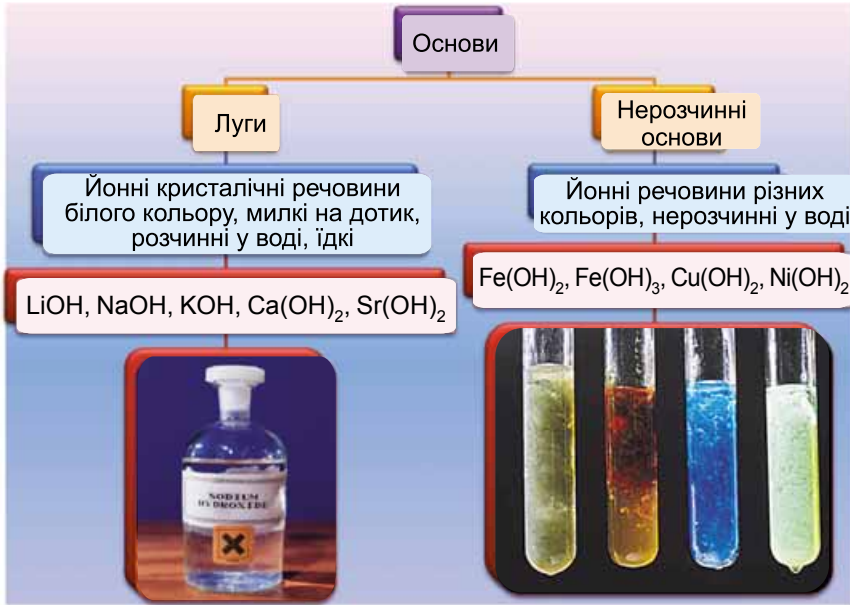 Основи
Луги
Нерозчинні
основи
Йонні кристалічні речовини
білого кольору, милкі на дотик,
розчинні у воді, їдкі
Йонні речовини різних
кольорів, нерозчинні у воді
LiOH, NaOH, KOH, Ca(OH)₂, Sr(OH)₂
Fe(OH)₂, Fe(OH)₃, Cu(OH)₂, Ni(OH)₂
SODIUM
HYDROXIDE